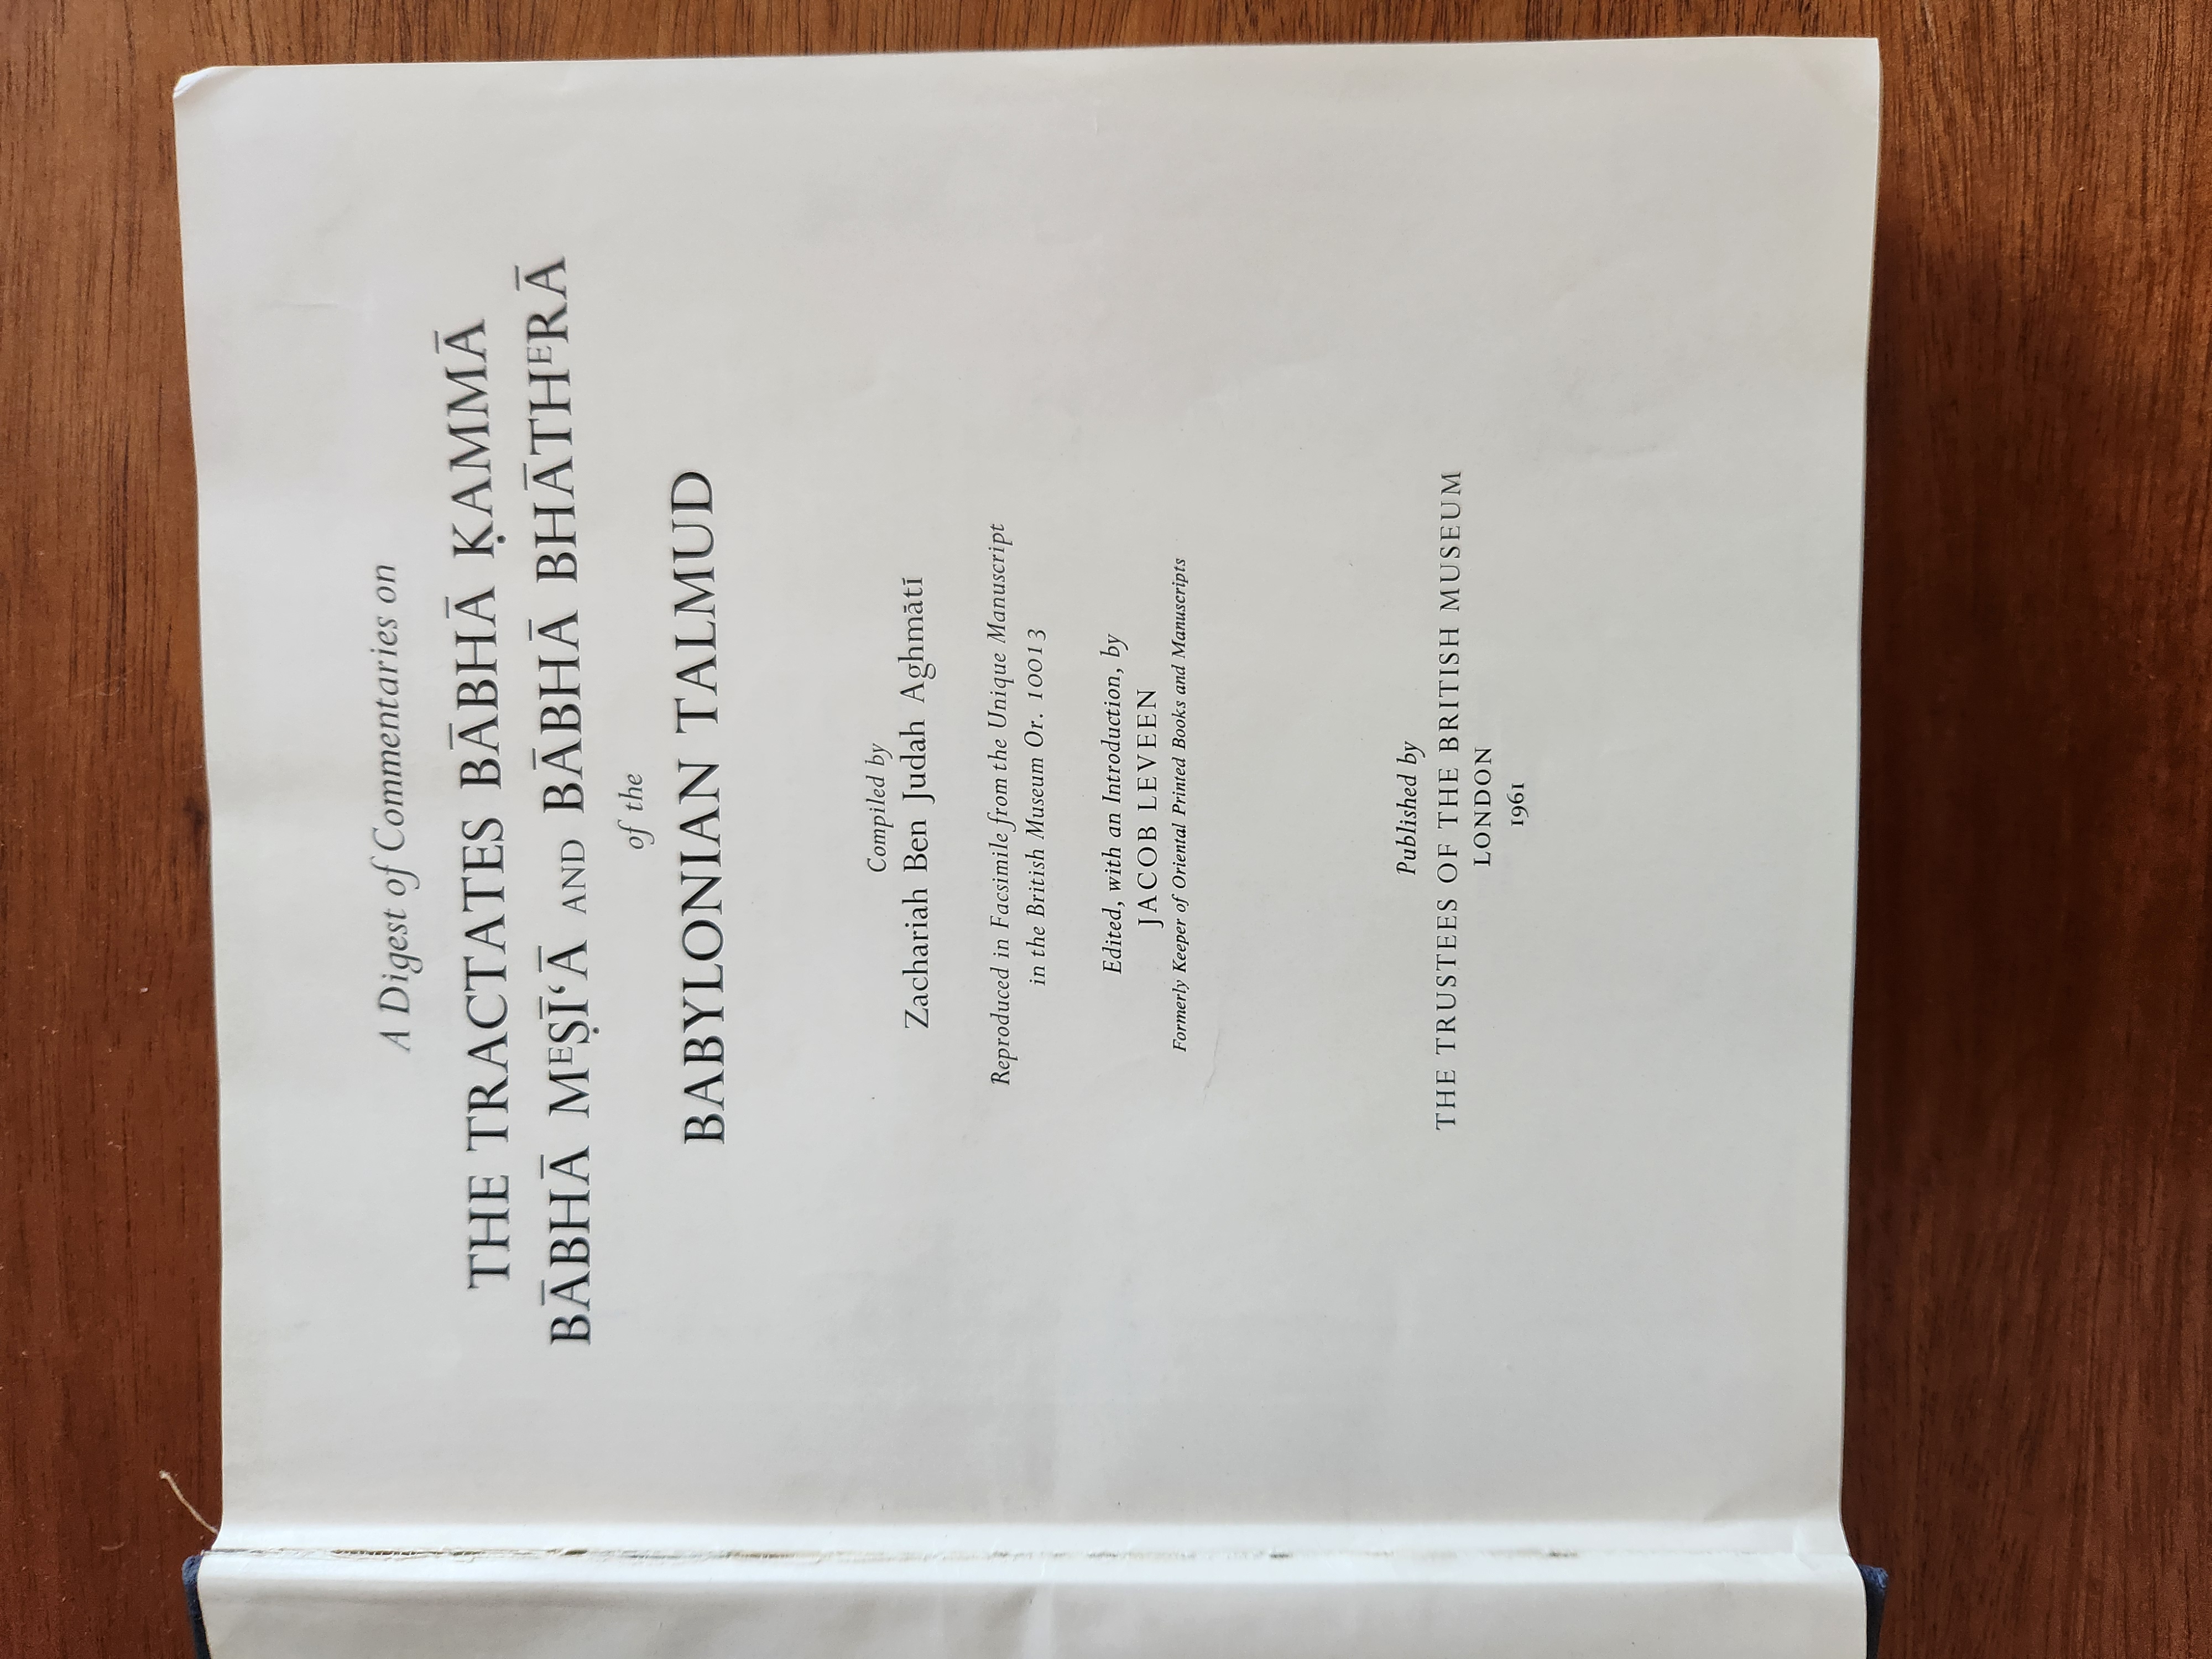 A Digest of Commentaries on
THE TRACTATES BĀBHĀ ḲAMMĀ
BĀBHĀ MᴱṢĪʻĀ AND BĀBHĀ BHĀTHᴱRĀ
of the
BABYLONIAN TALMUD
Compiled by
Zachariah Ben Judah Aghmātī
Reproduced in Facsimile from the Unique Manuscript
in the British Museum Or. 10013
Edited, with an Introduction, by
JACOB LEVEEN
Formerly Keeper of Oriental Printed Books and Manuscripts
Published by
THE TRUSTEES OF THE BRITISH MUSEUM
LONDON
1961